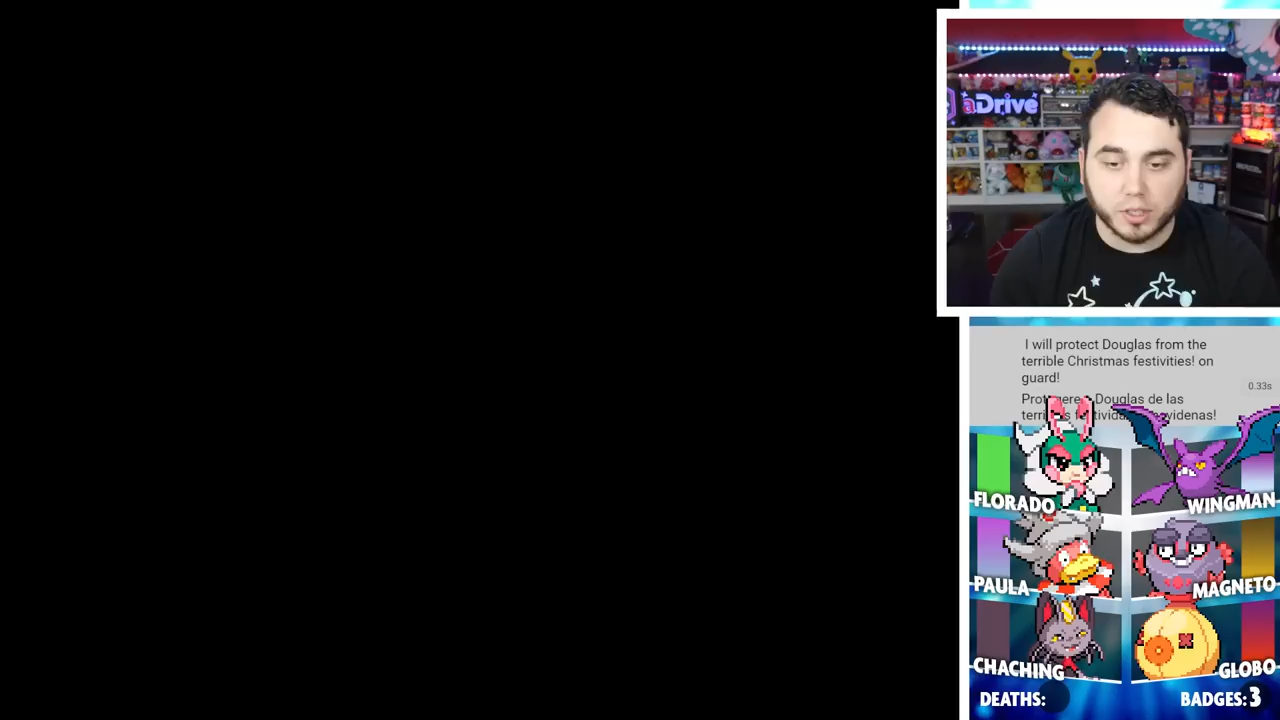 aDrive
I will protect Douglas from the
terrible Christmas festivities! on
guard!
0.33s
Douglas de las
FLORADO
WINGMAN
PAULA
MAGNETO
CHACHING
GLOBO
DEATHS:
BADGES:3